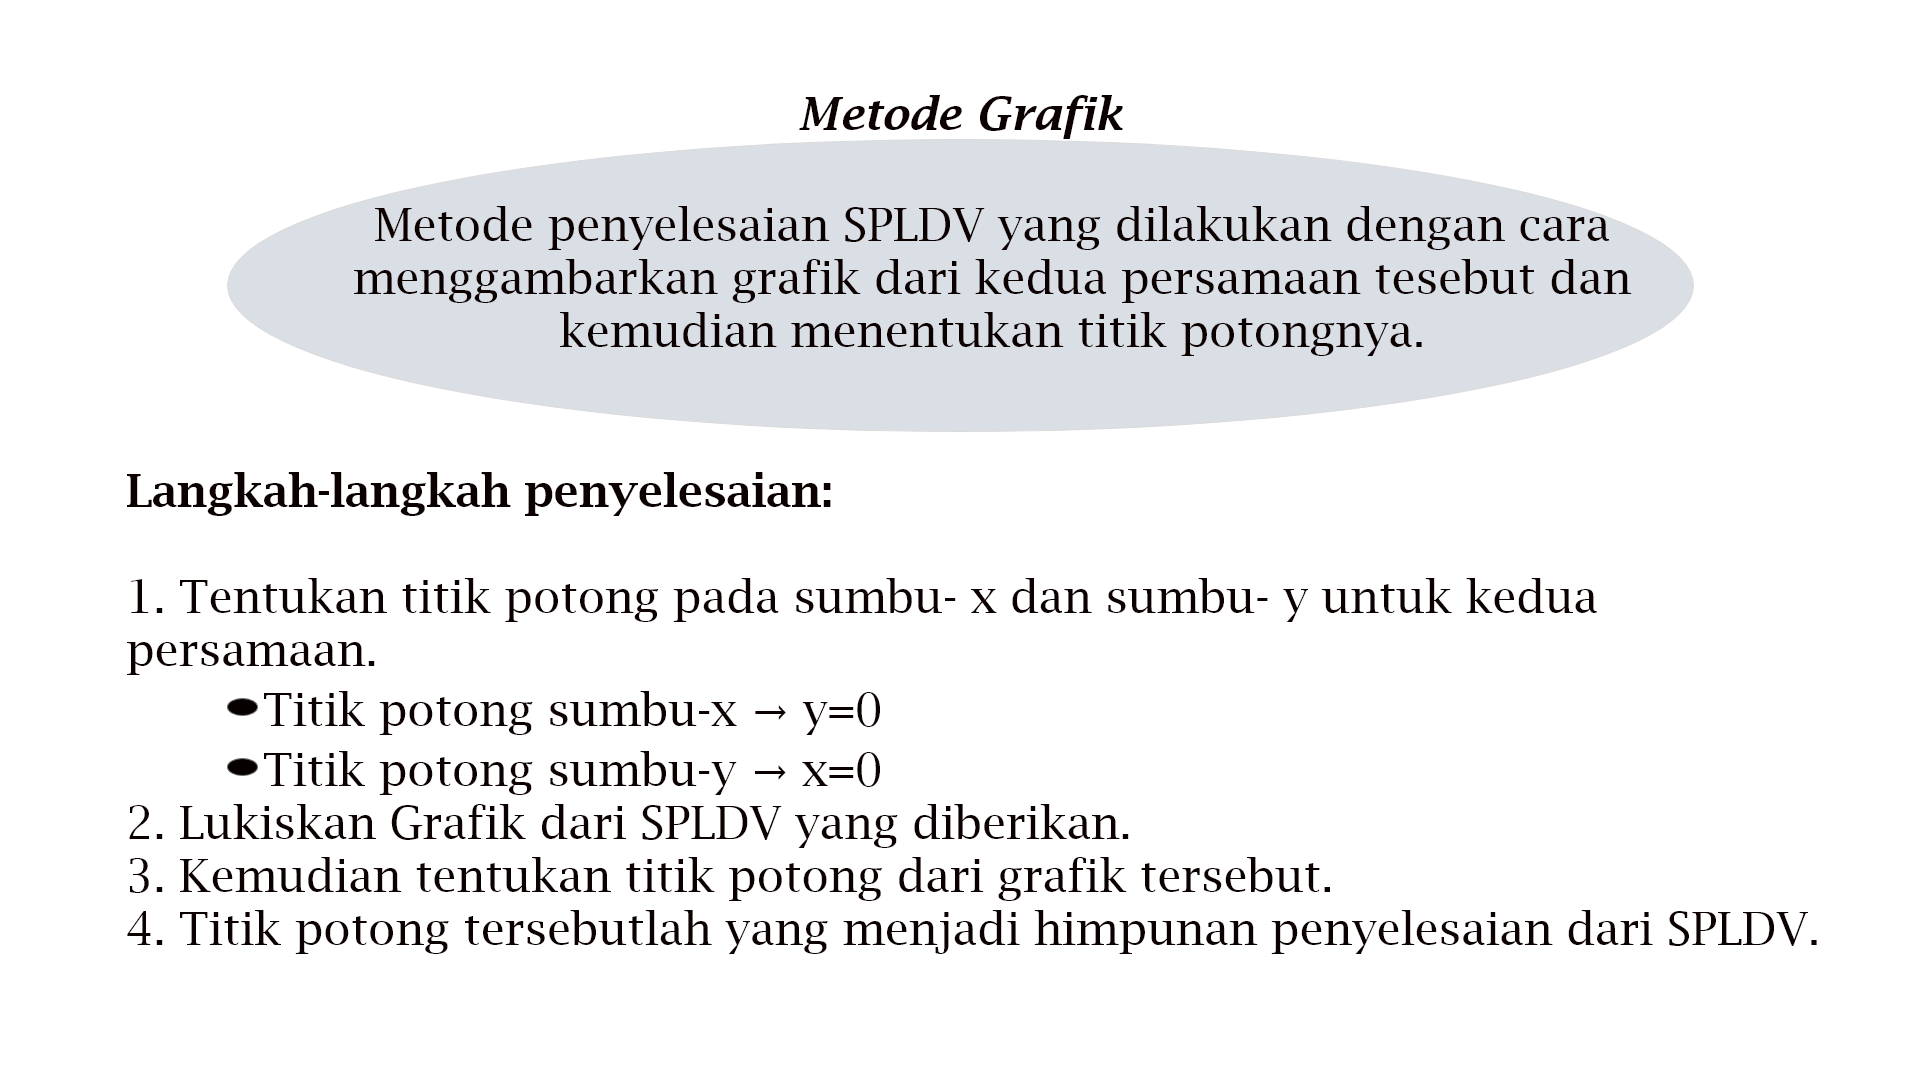 Metode Grafik
Metode penyelesaian SPLDV yang dilakukan dengan cara
menggambarkan grafik dari kedua persamaan tesebut dan
kemudian menentukan titik potongnya.
Langkah-langkah penyelesaian:
1. Tentukan titik potong pada sumbu- x dan sumbu- y untuk kedua
persamaan.
● Titik potong sumbu-x → y=0
● Titik potong sumbu-y → x=0
2. Lukiskan Grafik dari SPLDV yang diberikan.
3. Kemudian tentukan titik potong dari grafik tersebut.
4. Titik potong tersebutlah yang menjadi himpunan penyelesaian dari SPLDV.